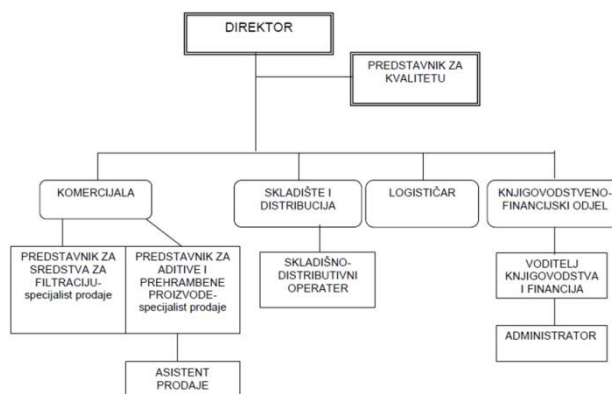 DIREKTOR
PREDSTAVNIK ZA
KVALITETU
KOMERCIJALA
SKLADIŠTE I
DISTRIBUCIJA
LOGISTIČAR
KNJIGOVODSTVENO-
FINANCIJSKI ODJEL
PREDSTAVNIK ZA
SREDSTVA ZA
FILTRACIJU-
specijalist prodaje
PREDSTAVNIK ZA
ADITIVE I
PREHRAMBENE
PROIZVODE-
specijalist prodaje
SKLADIŠNO-
DISTRIBUTIVNI
OPERATER
VODITELJ
KNJIGOVODSTVA
I FINANCIJA
ADMINISTRATOR
ASISTENT
PRODAJE